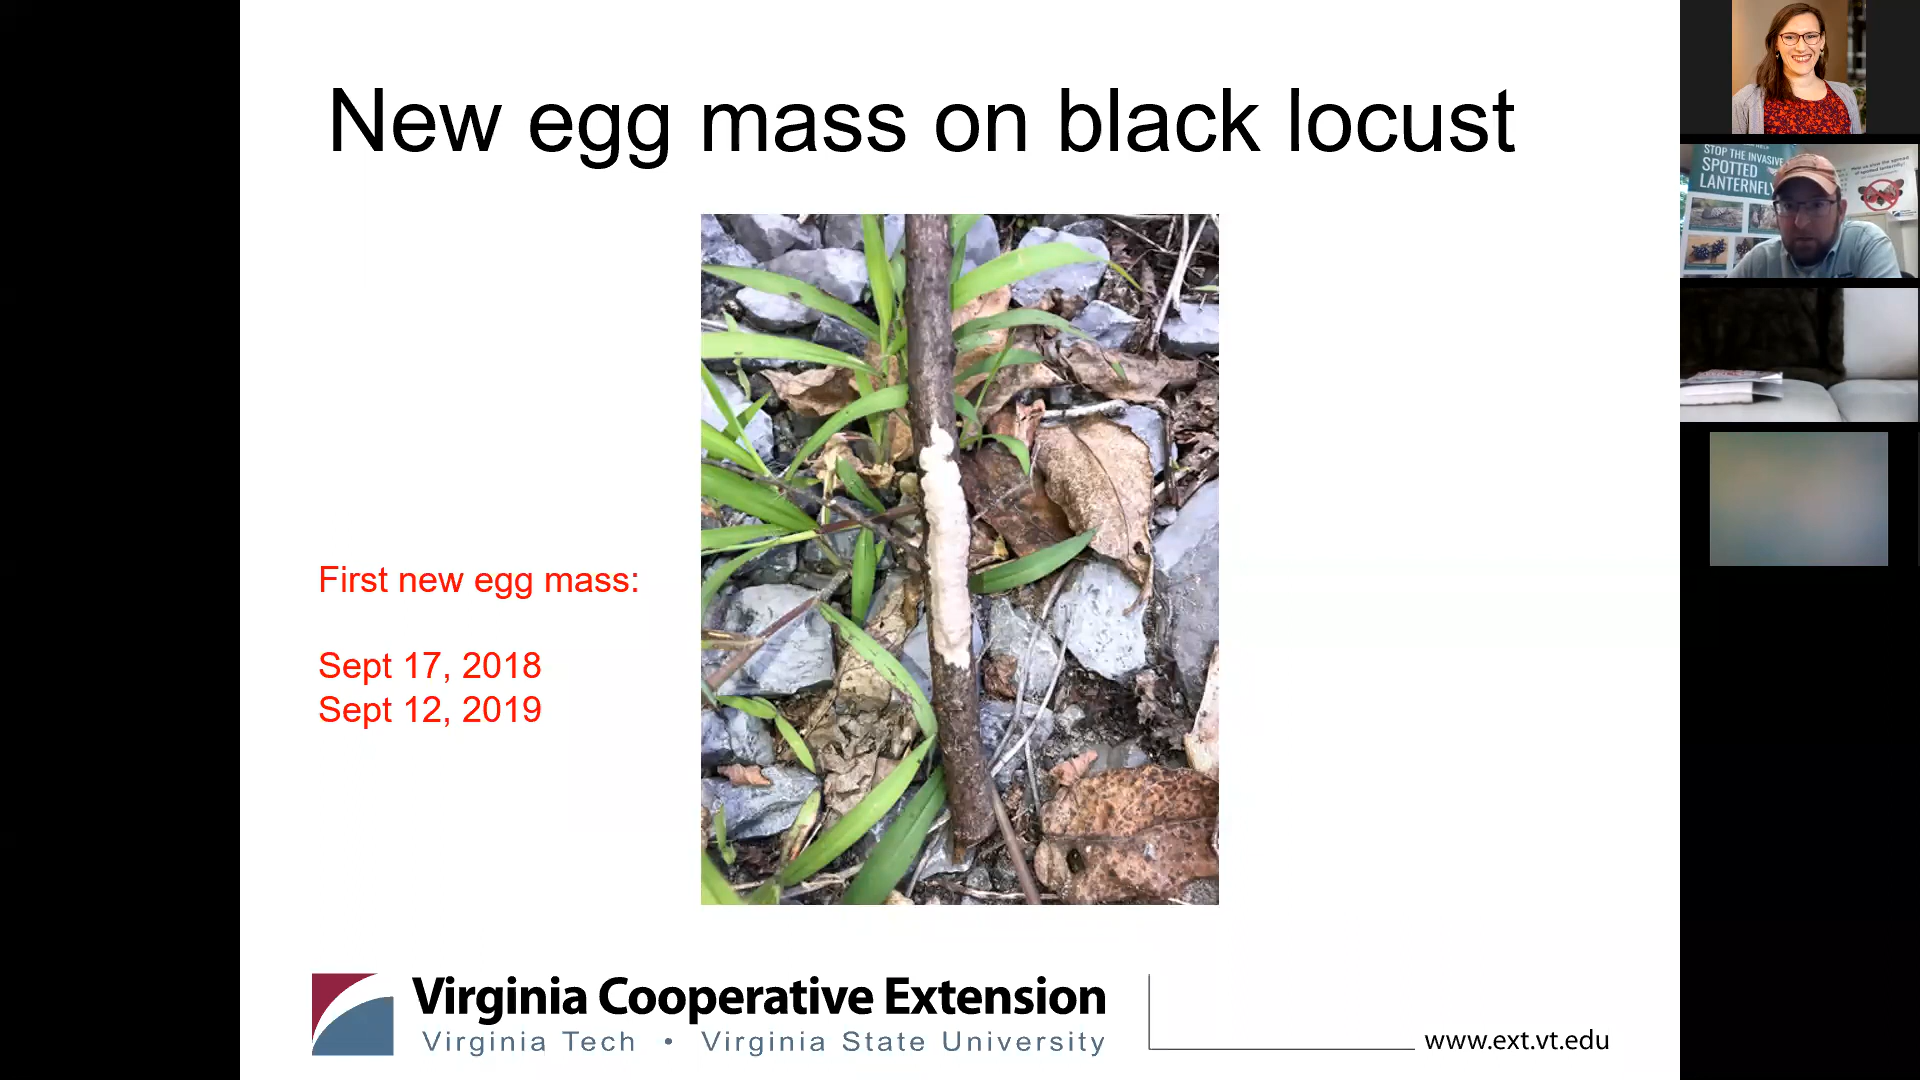 New egg mass on black locust
First new egg mass:
Sept 17, 2018
Sept 12, 2019
Virginia Cooperative Extension
Virginia Tech • Virginia State University
www.ext.vt.edu
STOP THE INVASIVE
SPOTTED
LANTERNFLY